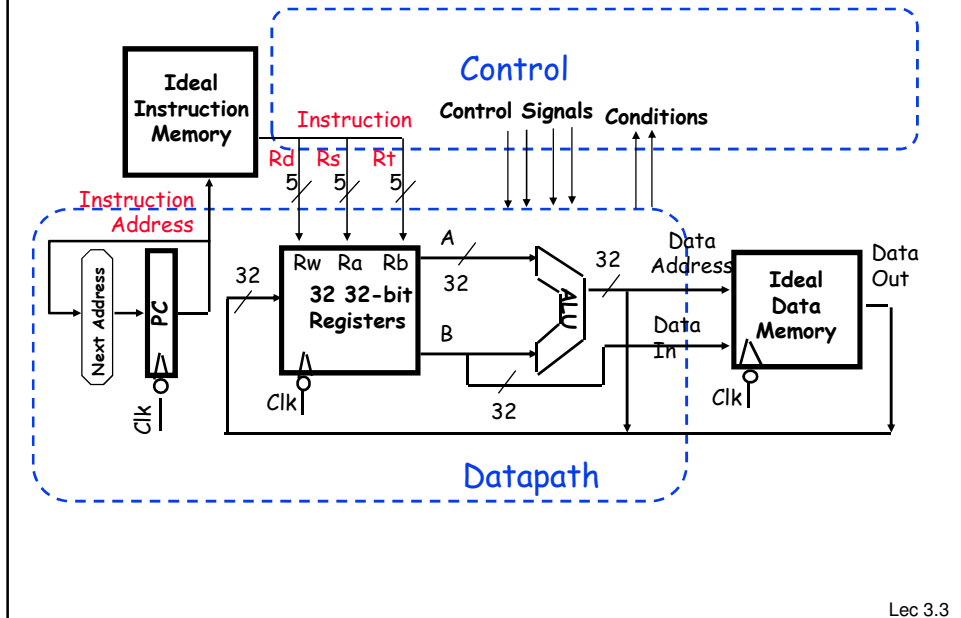 Control
Ideal
Instruction
Memory
Control Signals
Conditions
Instruction
Rd Rs Rt
5 5 5
Instruction
Address
Next Address
PC
Clk
32
Rw Ra Rb
32 32-bit
Registers
Clk
A
32
B
32
ALU
32
Data
Address
Data
In
Ideal
Data
Memory
Clk
Data
Out
Datapath
Lec 3.3